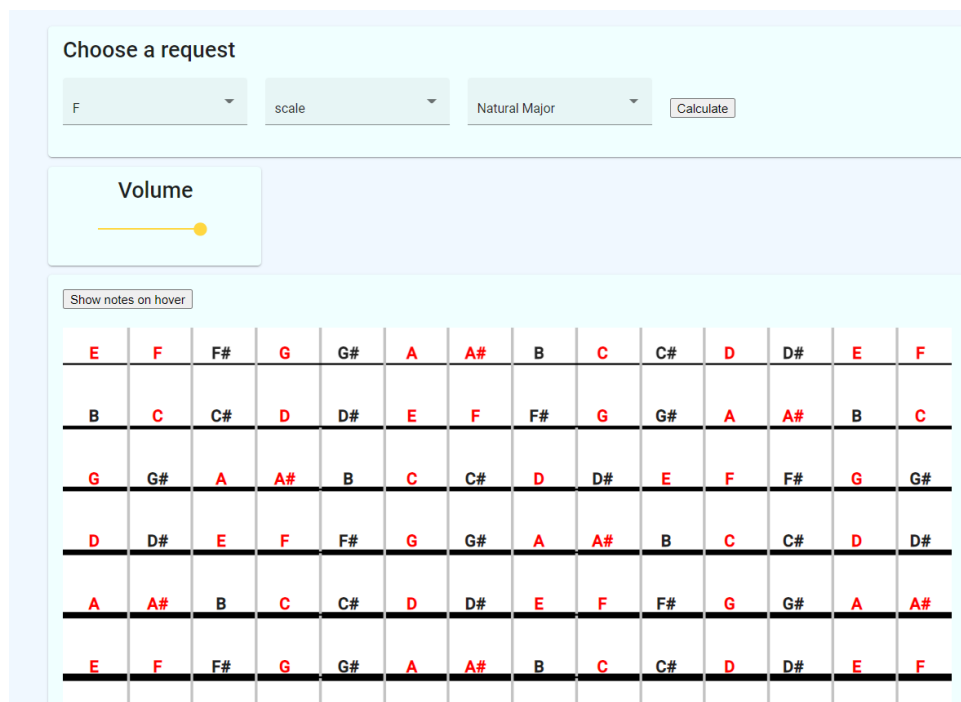 Choose a request
F scale Natural Major Calculate
Volume
Show notes on hover
E F F# G G# A A# B C C# D D# E F
B C C# D D# E F F# G G# A A# B C
G G# A A# B C C# D D# E F F# G G#
D D# E F F# G G# A A# B C C# D D#
A A# B C C# D D# E F F# G G# A A#
E F F# G G# A A# B C C# D D# E F